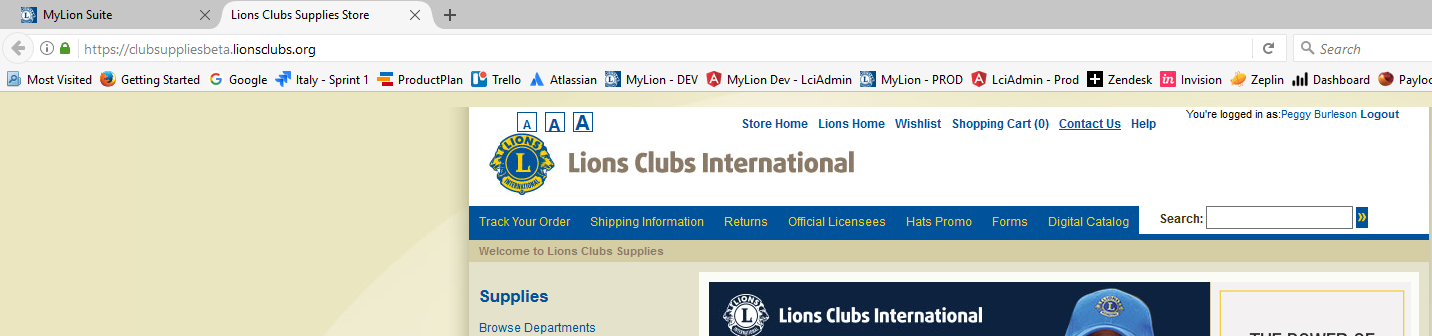 MyLion Suite
Lions Clubs Supplies Store
https://clubsuppliesbeta.lionsclubs.org
Search
Most Visited Getting Started Google Italy - Sprint 1 ProductPlan Trello Atlassian MyLion - DEV MyLion Dev - LciAdmin MyLion - PROD LciAdmin - Prod Zendesk Invision Zeplin Dashboard Payloc
A A A
Store Home Lions Home Wishlist Shopping Cart (0) Contact Us Help
You're logged in as:Peggy Burleson Logout
LIONS L INTERNATIONAL
Lions Clubs International
Track Your Order Shipping Information Returns Official Licensees Hats Promo Forms Digital Catalog
Search:
Welcome to Lions Clubs Supplies
Supplies
Browse Departments
LIONS L INTERNATIONAL
Lions Clubs International
THE POWER OF